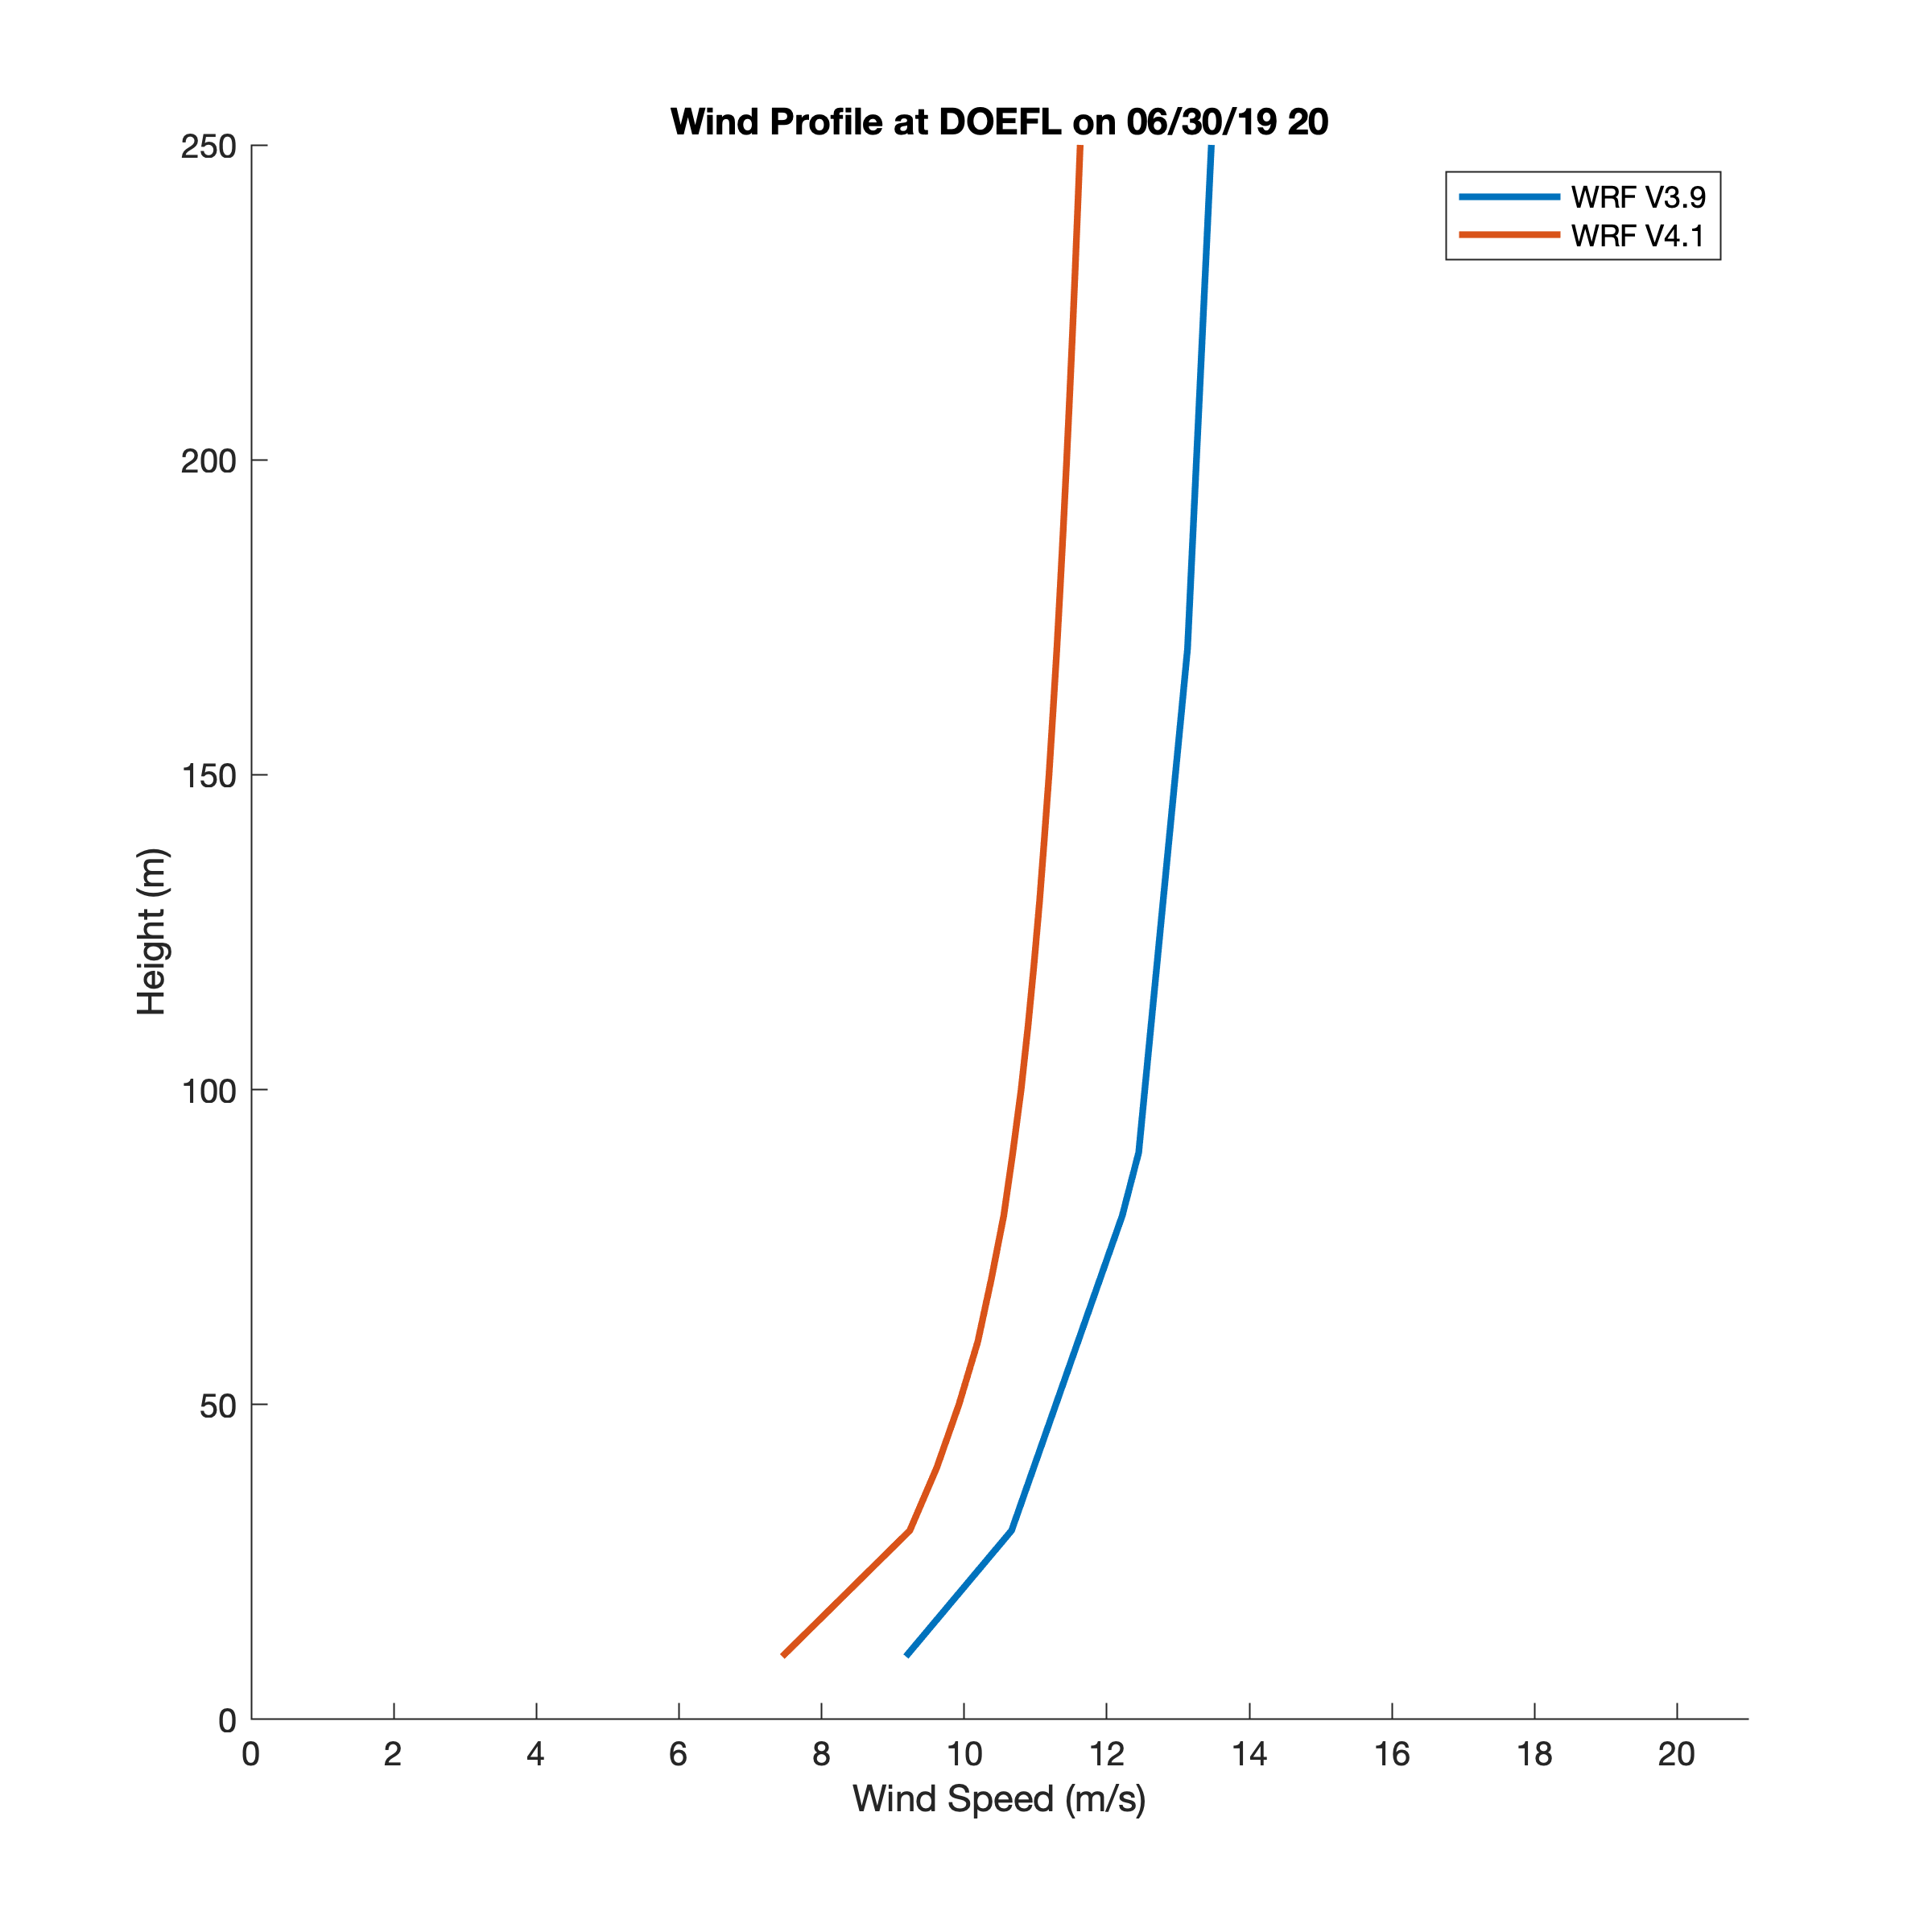 Wind Profile at DOEFL on 06/30/19 20
WRF V3.9
WRF V4.1
250
200
150
100
50
0
Height (m)
0 2 4 6 8 10 12 14 16 18 20
Wind Speed (m/s)